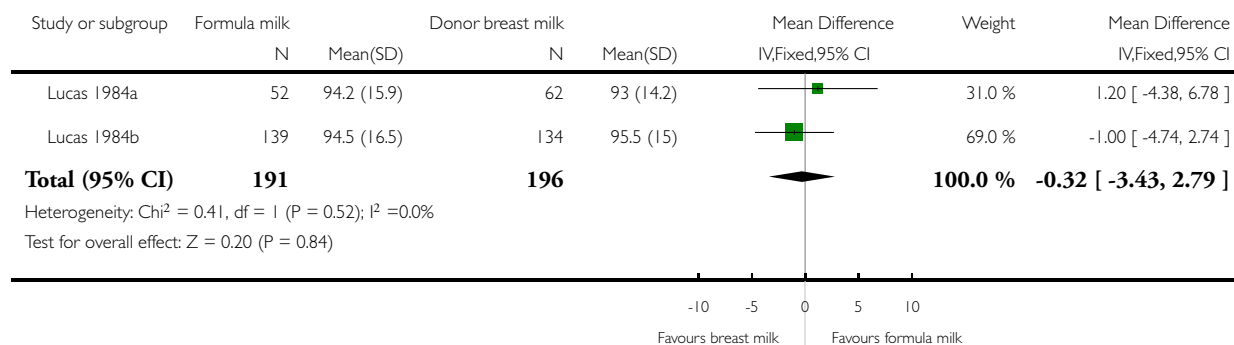 Study or subgroup Formula milk Donor breast milk Mean Difference Weight Mean Difference
N Mean(SD) N Mean(SD) IV,Fixed,95% CI IV,Fixed,95% CI
Lucas 1984a 52 94.2 (15.9) 62 93 (14.2) 31.0 % 1.20 [ -4.38, 6.78 ]
Lucas 1984b 139 94.5 (16.5) 134 95.5 (15) 69.0 % -1.00 [ -4.74, 2.74 ]
Total (95% CI) 191 196 100.0 % -0.32 [ -3.43, 2.79 ]
Heterogeneity: Chi² = 0.41, df = 1 (P = 0.52); I² =0.0%
Test for overall effect: Z = 0.20 (P = 0.84)
-10 -5 0 5 10
Favours breast milk Favours formula milk